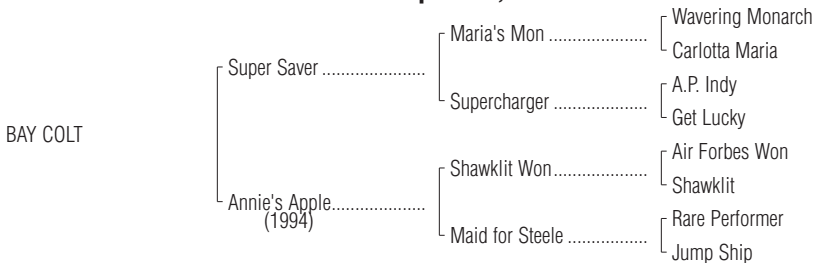 Wavering Monarch
Maria's Mon .....................
Carlotta Maria
Super Saver ......................
A.P. Indy
Supercharger ....................
Get Lucky
BAY COLT
Air Forbes Won
Shawklit Won.....................
Shawklit
Annie's Apple.....................
(1994)
Rare Performer
Maid for Steele .................
Jump Ship